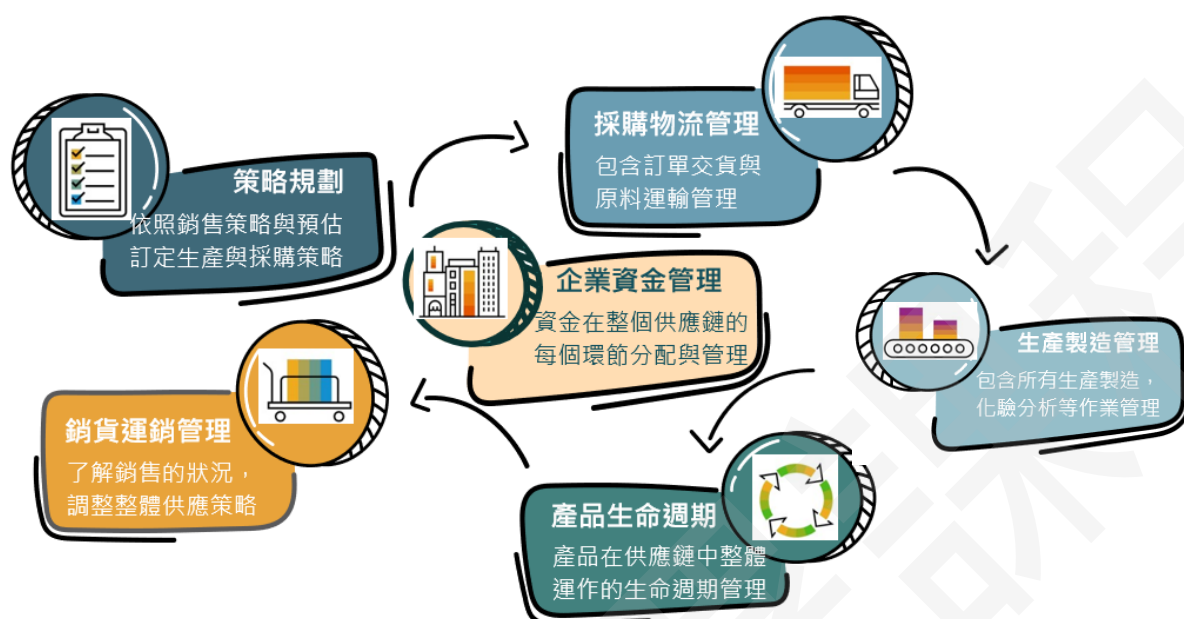 策略規劃
依照銷售策略與預估
訂定生產與採購策略
採購物流管理
包含訂單交貨與
原料運輸管理
企業資金管理
資金在整個供應鏈的
每個環節分配與管理
生產製造管理
包含所有生產製造，
化驗分析等作業管理
產品生命週期
產品在供應鏈中整體
運作的生命週期管理
銷貨運銷管理
了解銷售的狀況，
調整整體供應策略